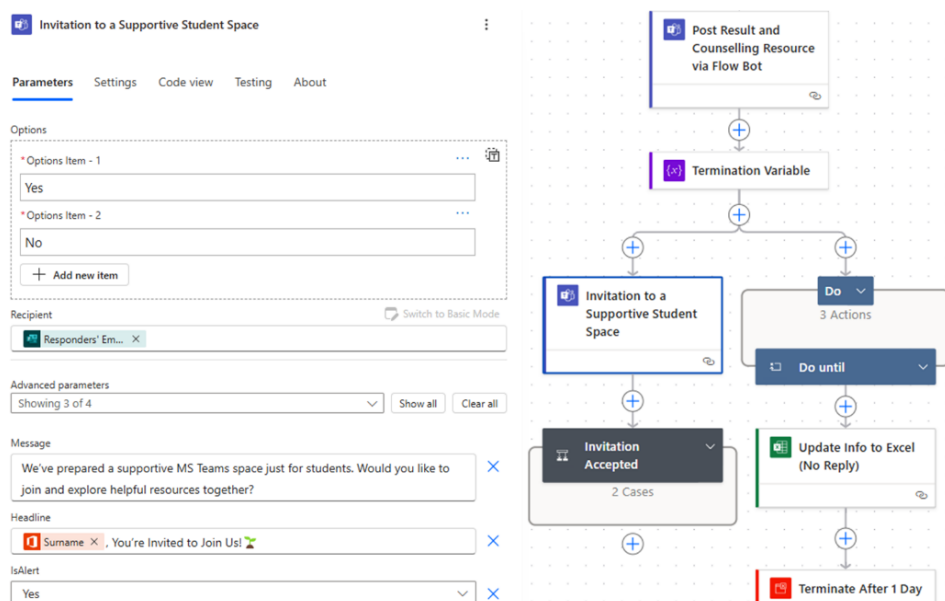 Invitation to a Supportive Student Space
Parameters
Settings
Code view
Testing
About
Options
*Options Item - 1
Yes
*Options Item - 2
No
Add new item
Recipient
Switch to Basic Mode
Responders' Em...
Advanced parameters
Showing 3 of 4
Show all
Clear all
Message
We've prepared a supportive MS Teams space just for students. Would you like to
join and explore helpful resources together?
Headline
Surname
, You're Invited to Join Us!🌱
IsAlert
Yes
Post Result and
Counselling Resource
via Flow Bot
{x}
Termination Variable
Invitation to a
Supportive Student
Space
Do
3 Actions
Do until
Invitation
Accepted
2 Cases
Update Info to Excel
(No Reply)
Terminate After 1 Day